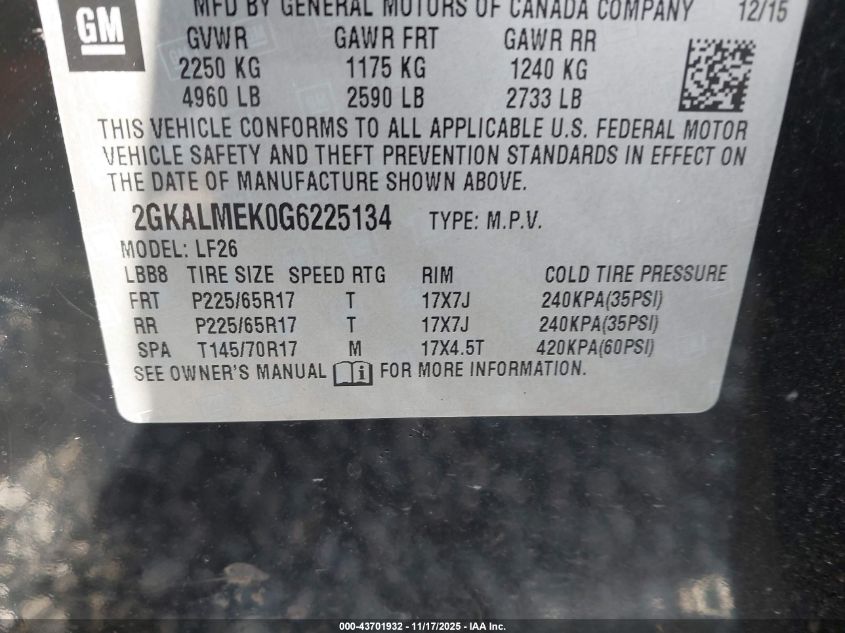 GM
MFD BY GENERAL MOTORS OF CANADA COMPANY 12/15
GVWR GAWR FRT GAWR RR
2250 KG 1175 KG 1240 KG
4960 LB 2590 LB 2733 LB
THIS VEHICLE CONFORMS TO ALL APPLICABLE U.S. FEDERAL MOTOR
VEHICLE SAFETY AND THEFT PREVENTION STANDARDS IN EFFECT ON
THE DATE OF MANUFACTURE SHOWN ABOVE.
2GKALMEK0G6225134 TYPE: M.P.V.
MODEL: LF26
LBB8 TIRE SIZE SPEED RTG RIM COLD TIRE PRESSURE
FRT P225/65R17 T 17X7J 240KPA(35PSI)
RR P225/65R17 T 17X7J 240KPA(35PSI)
SPA T145/70R17 M 17X4.5T 420KPA(60PSI)
SEE OWNER'S MANUAL i FOR MORE INFORMATION.
000-43701932 - 11/17/2025 - IAA Inc.